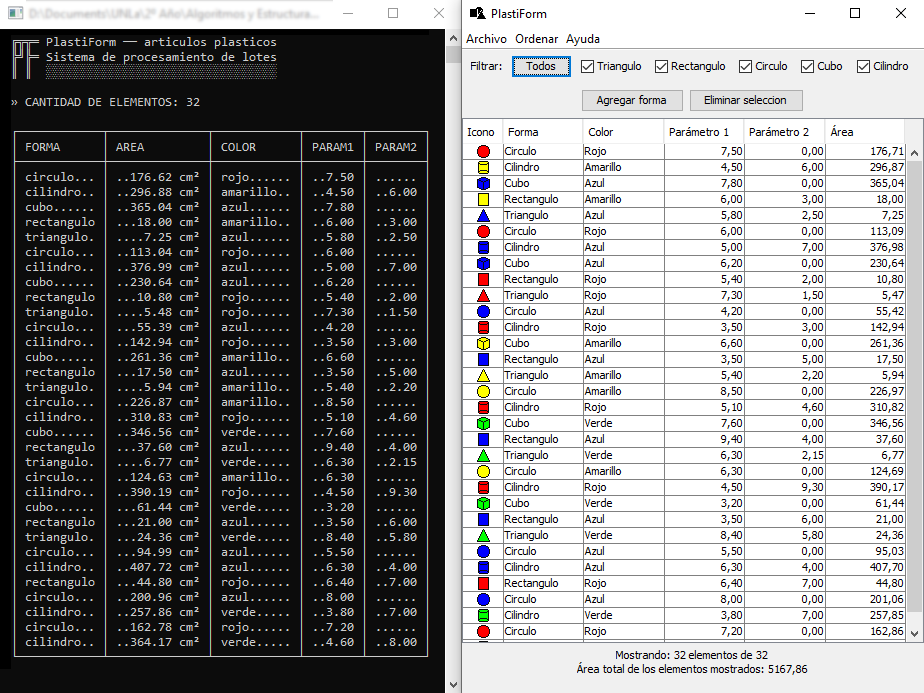 D:\Documents\UNLa\2º Año\Algoritmos y Estructura...
PlastiForm ── articulos plasticos
Sistema de procesamiento de lotes
» CANTIDAD DE ELEMENTOS: 32
FORMA AREA COLOR PARAM1 PARAM2
circulo... ..176.62 cm² rojo...... ..7.50 ......
cilindro.. ..296.88 cm² amarillo.. ..4.50 ..6.00
cubo...... ..365.04 cm² azul...... ..7.80 ......
rectangulo ...18.00 cm² amarillo.. ..6.00 ..3.00
triangulo. ....7.25 cm² azul...... ..5.80 ..2.50
circulo... ..113.04 cm² rojo...... ..6.00 ......
cilindro.. ..376.99 cm² azul...... ..5.00 ..7.00
cubo...... ..230.64 cm² azul...... ..6.20 ......
rectangulo ...10.80 cm² rojo...... ..5.40 ..2.00
triangulo. ....5.48 cm² rojo...... ..7.30 ..1.50
circulo... ...55.39 cm² azul...... ..4.20 ......
cilindro.. ..142.94 cm² rojo...... ..3.50 ..3.00
cubo...... ..261.36 cm² amarillo.. ..6.60 ......
rectangulo ...17.50 cm² azul...... ..3.50 ..5.00
triangulo. ....5.94 cm² amarillo.. ..5.40 ..2.20
circulo... ..226.87 cm² amarillo.. ..8.50 ......
cilindro.. ..310.83 cm² rojo...... ..5.10 ..4.60
cubo...... ..346.56 cm² verde..... ..7.60 ......
rectangulo ...37.60 cm² azul...... ..9.40 ..4.00
triangulo. ....6.77 cm² verde..... ..6.30 ..2.15
circulo... ..124.63 cm² amarillo.. ..6.30 ......
cilindro.. ..390.19 cm² rojo...... ..4.50 ..9.30
cubo...... ...61.44 cm² verde..... ..3.20 ......
rectangulo ...21.00 cm² azul...... ..3.50 ..6.00
triangulo. ...24.36 cm² verde..... ..8.40 ..5.80
circulo... ...94.99 cm² azul...... ..5.50 ......
cilindro.. ..407.72 cm² azul...... ..6.30 ..4.00
rectangulo ...44.80 cm² rojo...... ..6.40 ..7.00
circulo... ..200.96 cm² azul...... ..8.00 ......
cilindro.. ..257.86 cm² verde..... ..3.80 ..7.00
circulo... ..162.78 cm² rojo...... ..7.20 ......
cilindro.. ..364.17 cm² verde..... ..4.60 ..8.00
PlastiForm
Archivo Ordenar Ayuda
Filtrar: Todos Triangulo Rectangulo Circulo Cubo Cilindro
Agregar forma Eliminar seleccion
Icono Forma Color Parámetro 1 Parámetro 2 Área
Circulo Rojo 7,50 0,00 176,71
Cilindro Amarillo 4,50 6,00 296,87
Cubo Azul 7,80 0,00 365,04
Rectangulo Amarillo 6,00 3,00 18,00
Triangulo Azul 5,80 2,50 7,25
Circulo Rojo 6,00 0,00 113,09
Cilindro Azul 5,00 7,00 376,98
Cubo Azul 6,20 0,00 230,64
Rectangulo Rojo 5,40 2,00 10,80
Triangulo Rojo 7,30 1,50 5,47
Circulo Azul 4,20 0,00 55,42
Cilindro Rojo 3,50 3,00 142,94
Cubo Amarillo 6,60 0,00 261,36
Rectangulo Azul 3,50 5,00 17,50
Triangulo Amarillo 5,40 2,20 5,94
Circulo Amarillo 8,50 0,00 226,97
Cilindro Rojo 5,10 4,60 310,82
Cubo Verde 7,60 0,00 346,56
Rectangulo Azul 9,40 4,00 37,60
Triangulo Verde 6,30 2,15 6,77
Circulo Amarillo 6,30 0,00 124,69
Cilindro Rojo 4,50 9,30 390,17
Cubo Verde 3,20 0,00 61,44
Rectangulo Azul 3,50 6,00 21,00
Triangulo Verde 8,40 5,80 24,36
Circulo Azul 5,50 0,00 95,03
Cilindro Azul 6,30 4,00 407,70
Rectangulo Rojo 6,40 7,00 44,80
Circulo Azul 8,00 0,00 201,06
Cilindro Verde 3,80 7,00 257,85
Circulo Rojo 7,20 0,00 162,86
Mostrando: 32 elementos de 32
Área total de los elementos mostrados: 5167,86